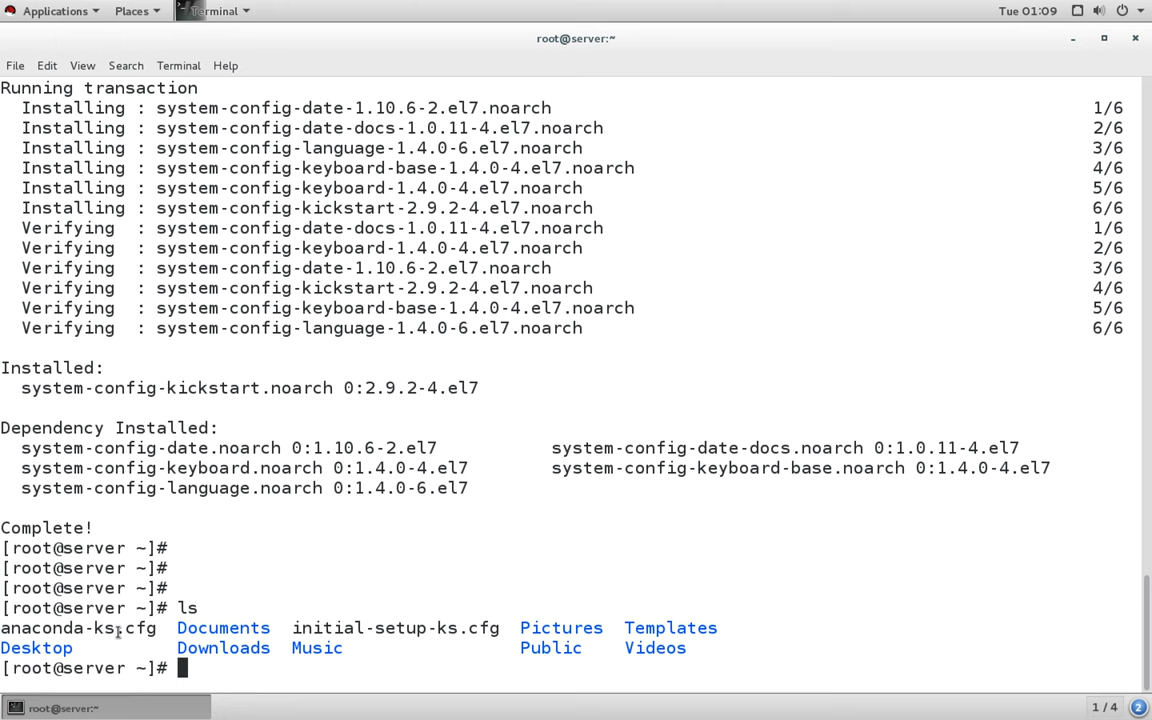 Applications Places Terminal Tue 01:09
root@server:~
File Edit View Search Terminal Help
Running transaction
Installing : system-config-date-1.10.6-2.el7.noarch 1/6
Installing : system-config-date-docs-1.0.11-4.el7.noarch 2/6
Installing : system-config-language-1.4.0-6.el7.noarch 3/6
Installing : system-config-keyboard-base-1.4.0-4.el7.noarch 4/6
Installing : system-config-keyboard-1.4.0-4.el7.noarch 5/6
Installing : system-config-kickstart-2.9.2-4.el7.noarch 6/6
Verifying : system-config-date-docs-1.0.11-4.el7.noarch 1/6
Verifying : system-config-keyboard-1.4.0-4.el7.noarch 2/6
Verifying : system-config-date-1.10.6-2.el7.noarch 3/6
Verifying : system-config-kickstart-2.9.2-4.el7.noarch 4/6
Verifying : system-config-keyboard-base-1.4.0-4.el7.noarch 5/6
Verifying : system-config-language-1.4.0-6.el7.noarch 6/6
Installed:
system-config-kickstart.noarch 0:2.9.2-4.el7
Dependency Installed:
system-config-date.noarch 0:1.10.6-2.el7 system-config-date-docs.noarch 0:1.0.11-4.el7
system-config-keyboard.noarch 0:1.4.0-4.el7 system-config-keyboard-base.noarch 0:1.4.0-4.el7
system-config-language.noarch 0:1.4.0-6.el7
Complete!
[root@server ~]#
[root@server ~]#
[root@server ~]#
[root@server ~]# ls
anaconda-ks.cfg Documents initial-setup-ks.cfg Pictures Templates
Desktop Downloads Music Public Videos
[root@server ~]#
root@server:~ 1 / 4 2